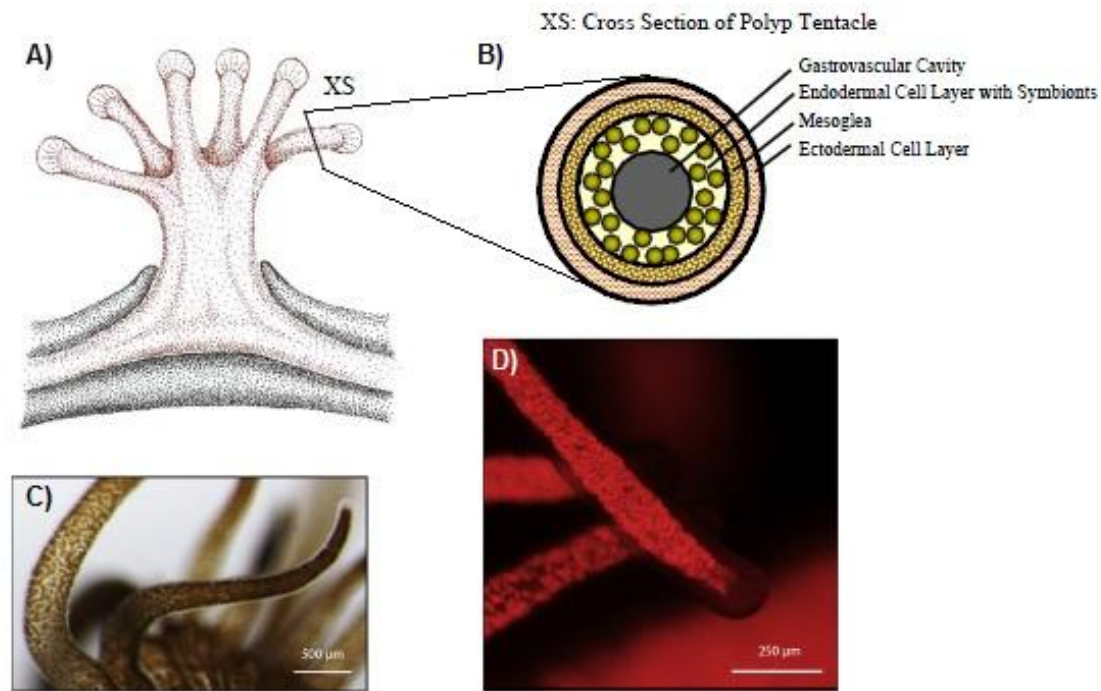 XS: Cross Section of Polyp Tentacle
A)
XS
B)
Gastrovascular Cavity
Endodermal Cell Layer with Symbionts
Mesoglea
Ectodermal Cell Layer
C)
500 µm
D)
250 µm